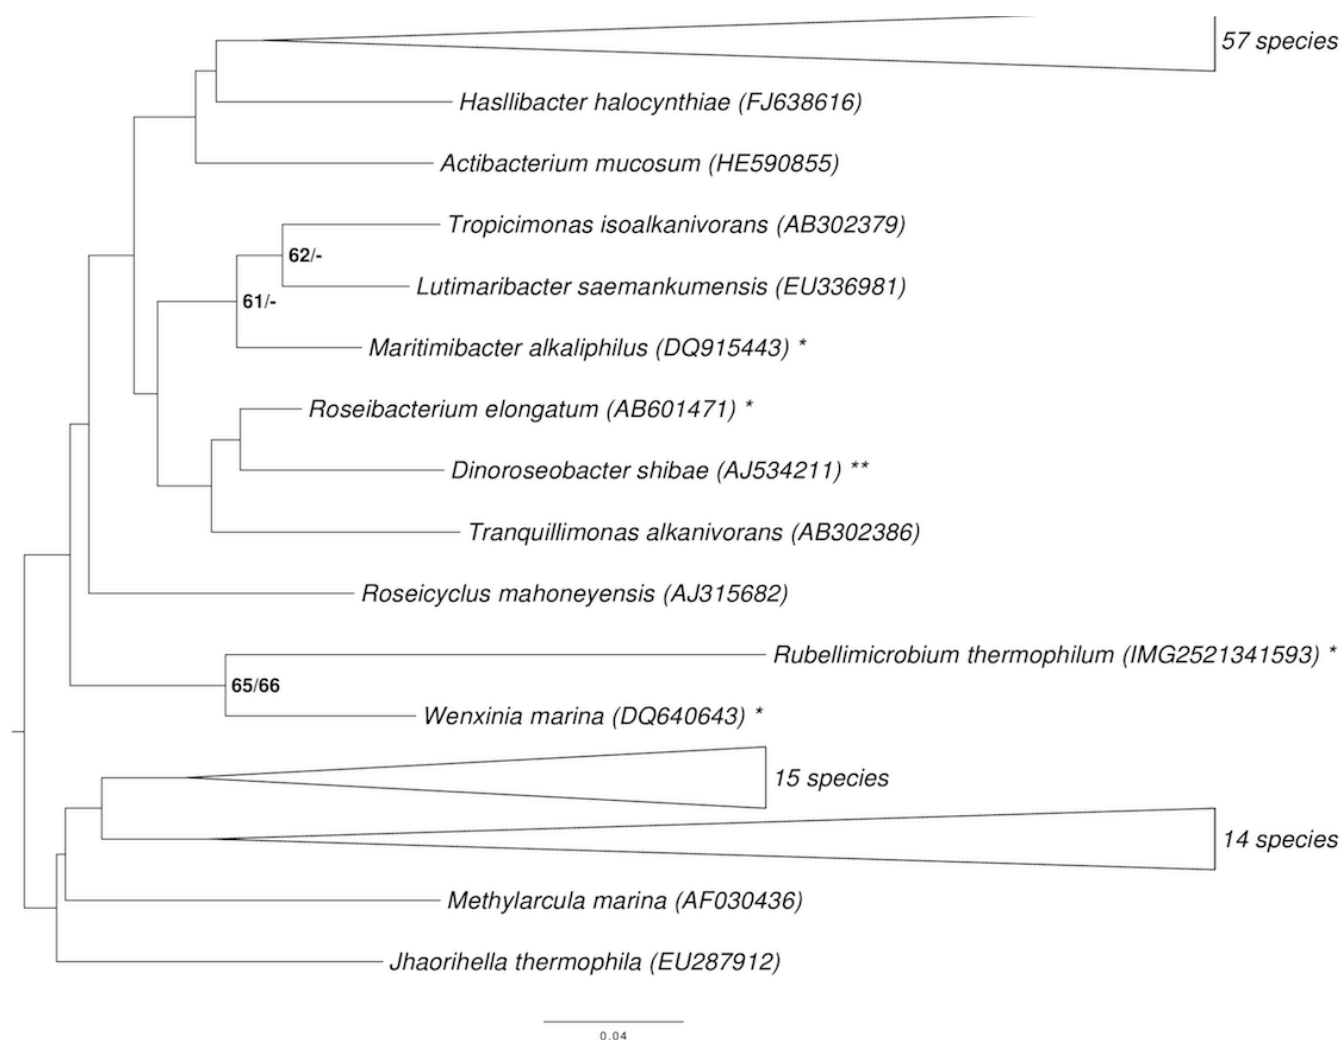 57 species
Hasllibacter halocynthiae (FJ638616)
Actibacterium mucosum (HE590855)
Tropicimonas isoalkanivorans (AB302379)
62/-
Lutimaribacter saemankumensis (EU336981)
61/-
Maritimibacter alkaliphilus (DQ915443) *
Roseibacterium elongatum (AB601471) *
Dinoroseobacter shibae (AJ534211) **
Tranquillimonas alkanivorans (AB302386)
Roseicyclus mahoneyensis (AJ315682)
Rubellimicrobium thermophilum (IMG2521341593) *
65/66
Wenxinia marina (DQ640643) *
15 species
14 species
Methylarcula marina (AF030436)
Jhaorihella thermophila (EU287912)
0.04